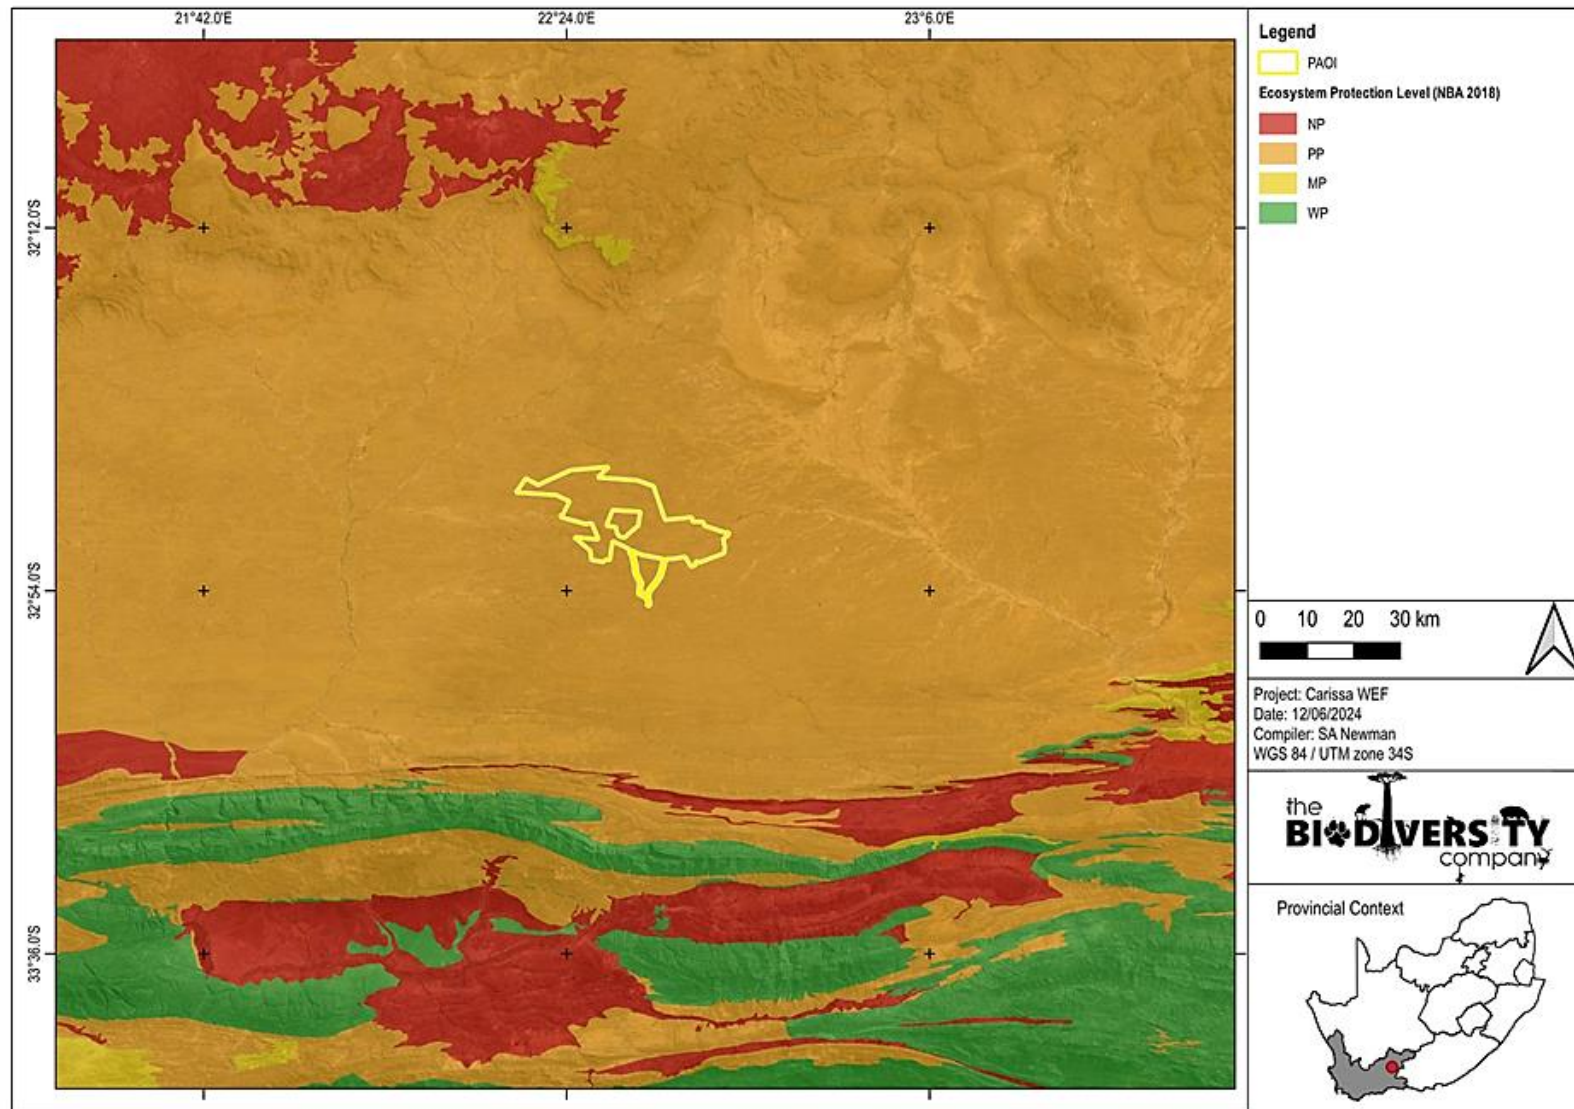 21°42.0'E 22°24.0'E 23°6.0'E
32°12.0'S
32°54.0'S
33°36.0'S
Legend
PAOI
Ecosystem Protection Level (NBA 2018)
NP
PP
MP
WP
0 10 20 30 km
Project: Carissa WEF
Date: 12/06/2024
Compiler: SA Newman
WGS 84 / UTM zone 34S
the
BIODIVERSITY
company
Provincial Context